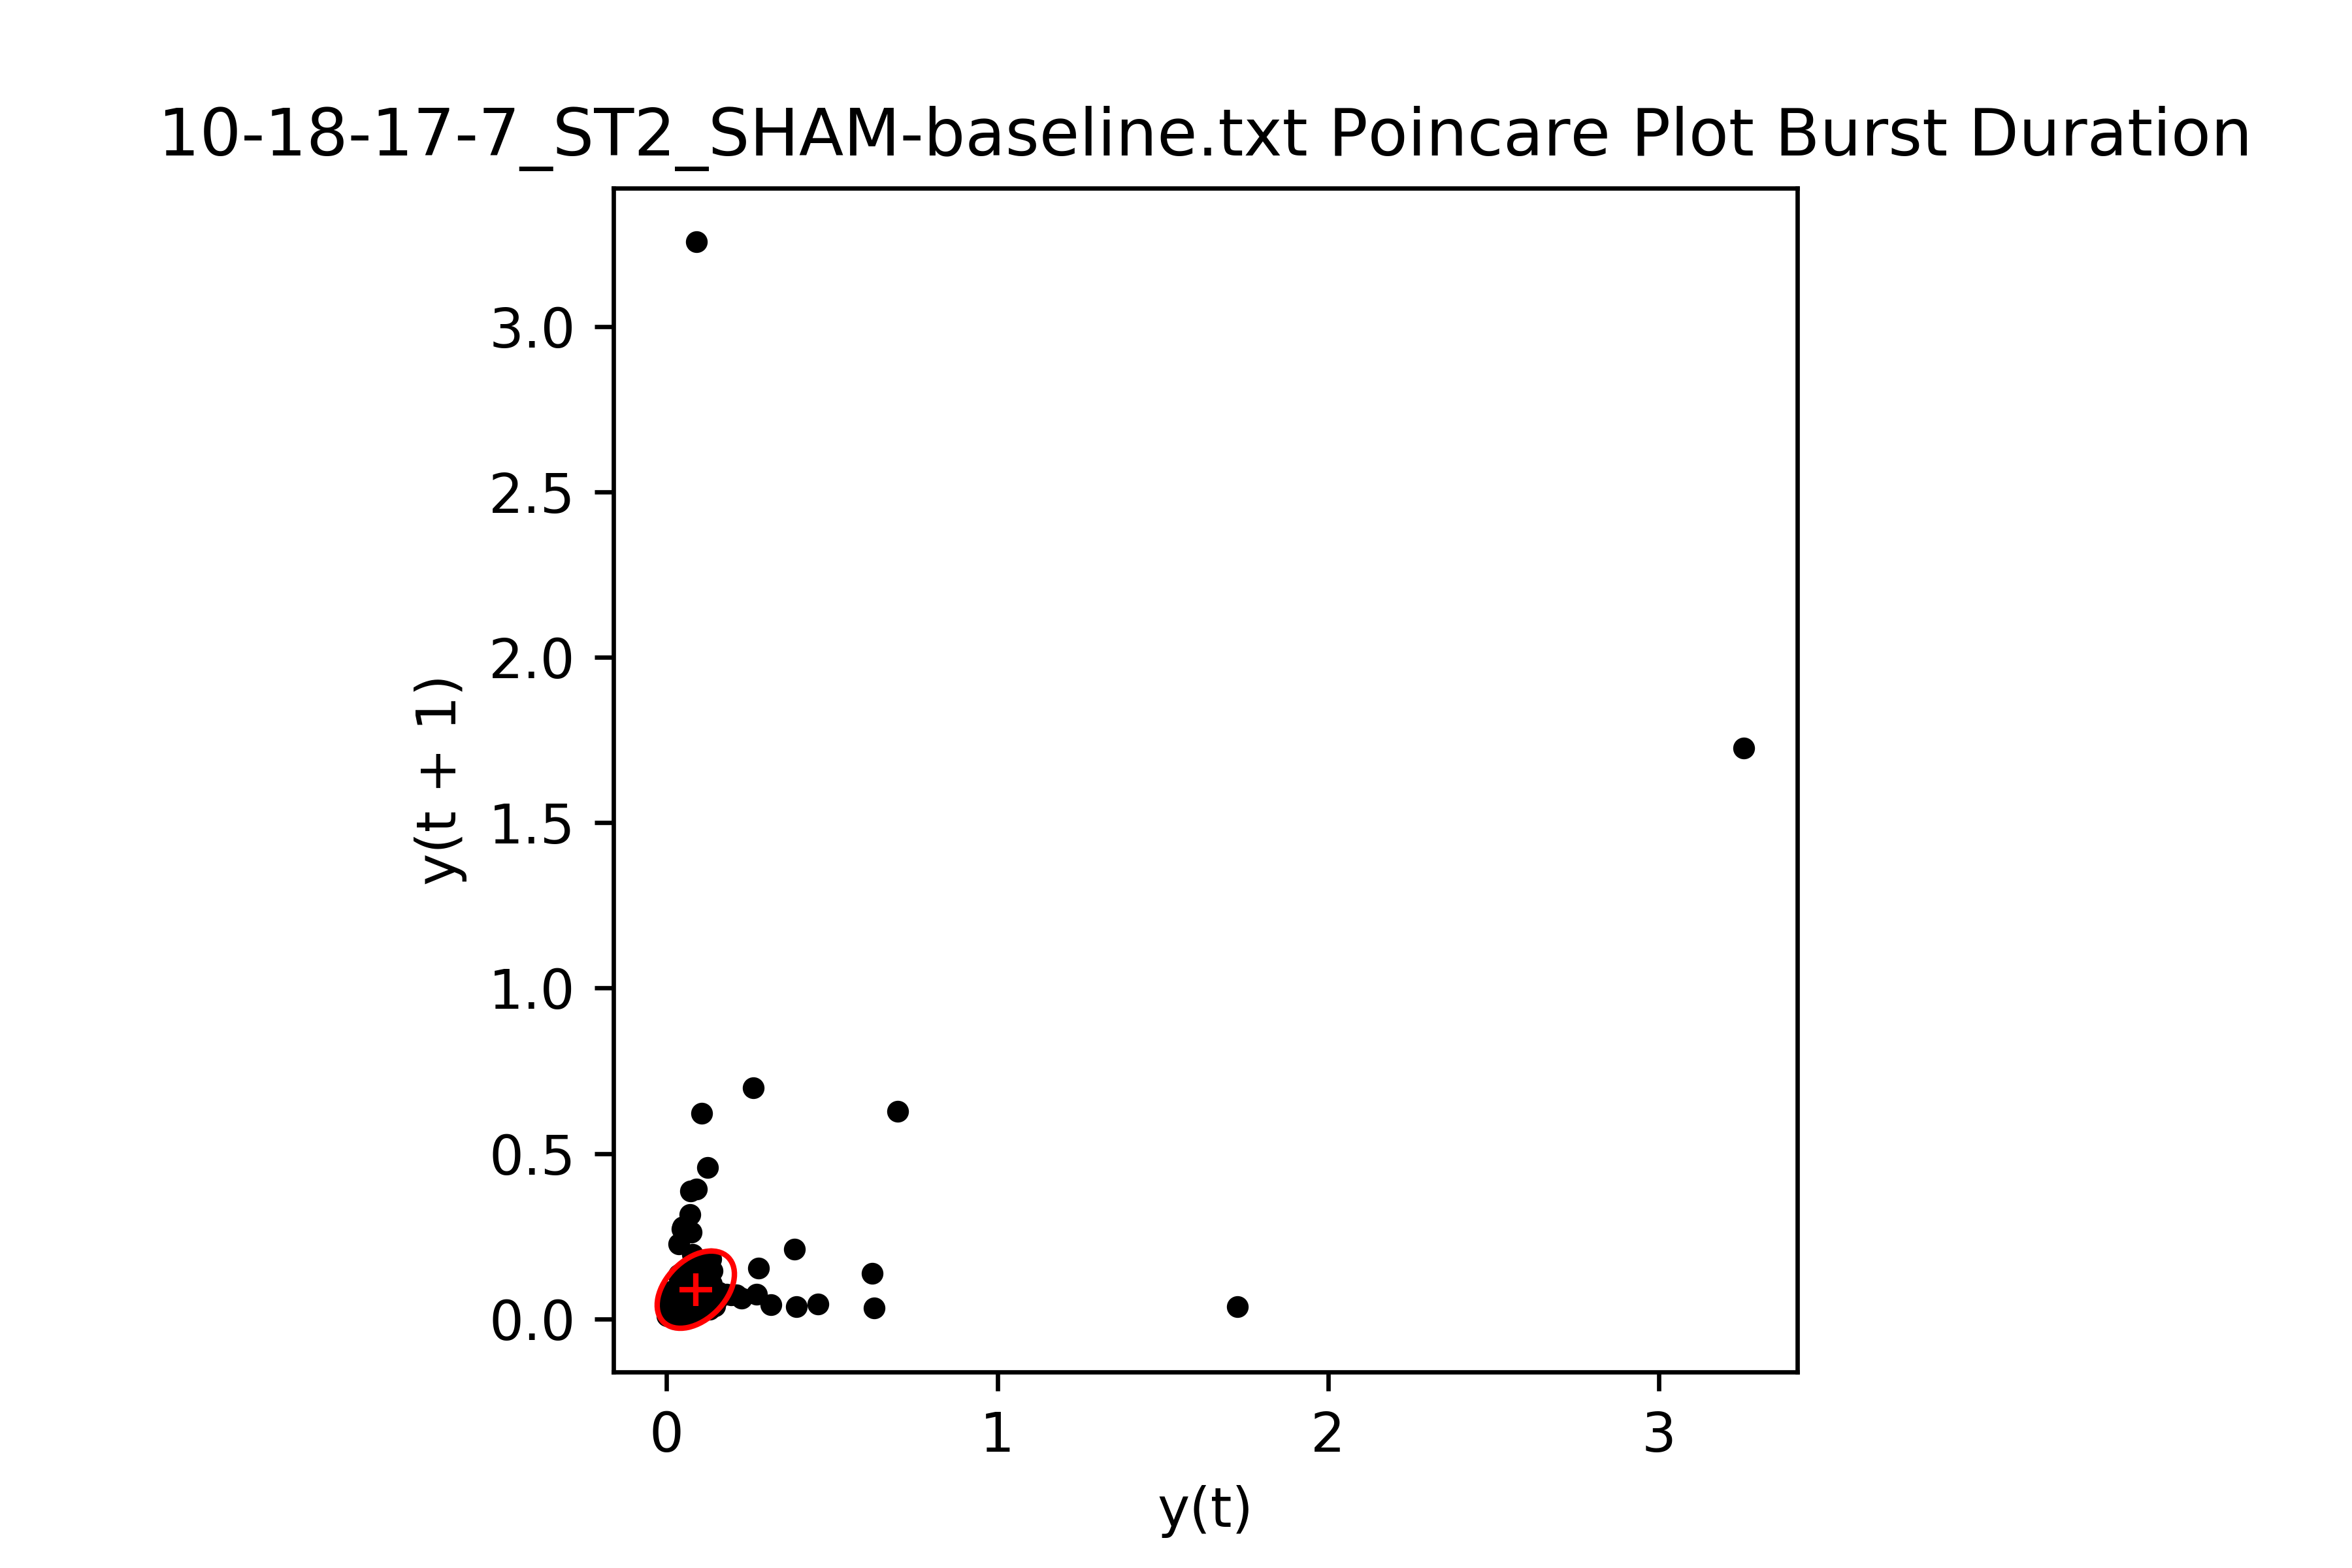 10-18-17-7_ST2_SHAM-baseline.txt Poincare Plot Burst Duration
3.0
2.5
2.0
1.5
1.0
0.5
0.0
y(t + 1)
0 1 2 3
y(t)